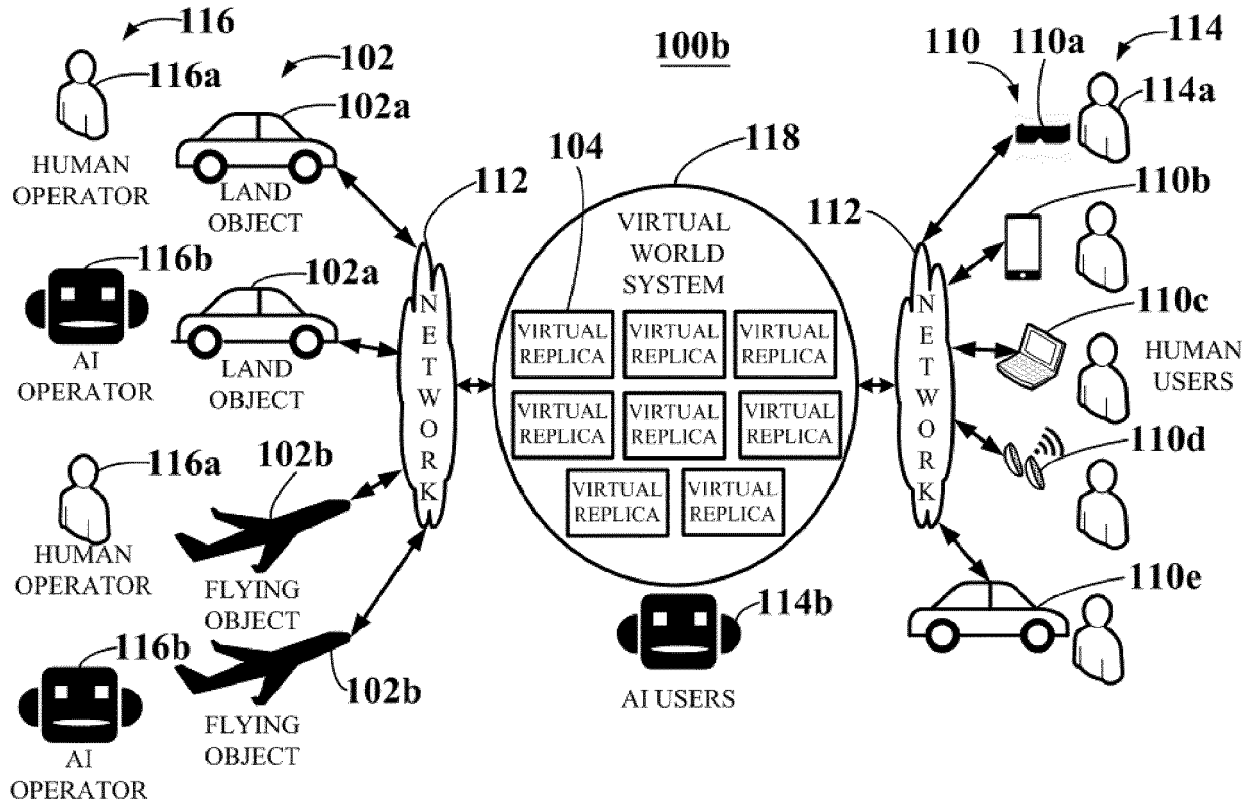 116
116a
HUMAN
OPERATOR
102
102a
LAND
OBJECT
100b
110
110a
114
114a
116b
AI
OPERATOR
102a
LAND
OBJECT
112
NETWORK
104
118
VIRTUAL
WORLD
SYSTEM
VIRTUAL
REPLICA
VIRTUAL
REPLICA
VIRTUAL
REPLICA
VIRTUAL
REPLICA
VIRTUAL
REPLICA
VIRTUAL
REPLICA
VIRTUAL
REPLICA
VIRTUAL
REPLICA
112
NETWORK
110b
110c
HUMAN
USERS
110d
110e
116a
HUMAN
OPERATOR
102b
FLYING
OBJECT
116b
AI
OPERATOR
102b
FLYING
OBJECT
114b
AI USERS